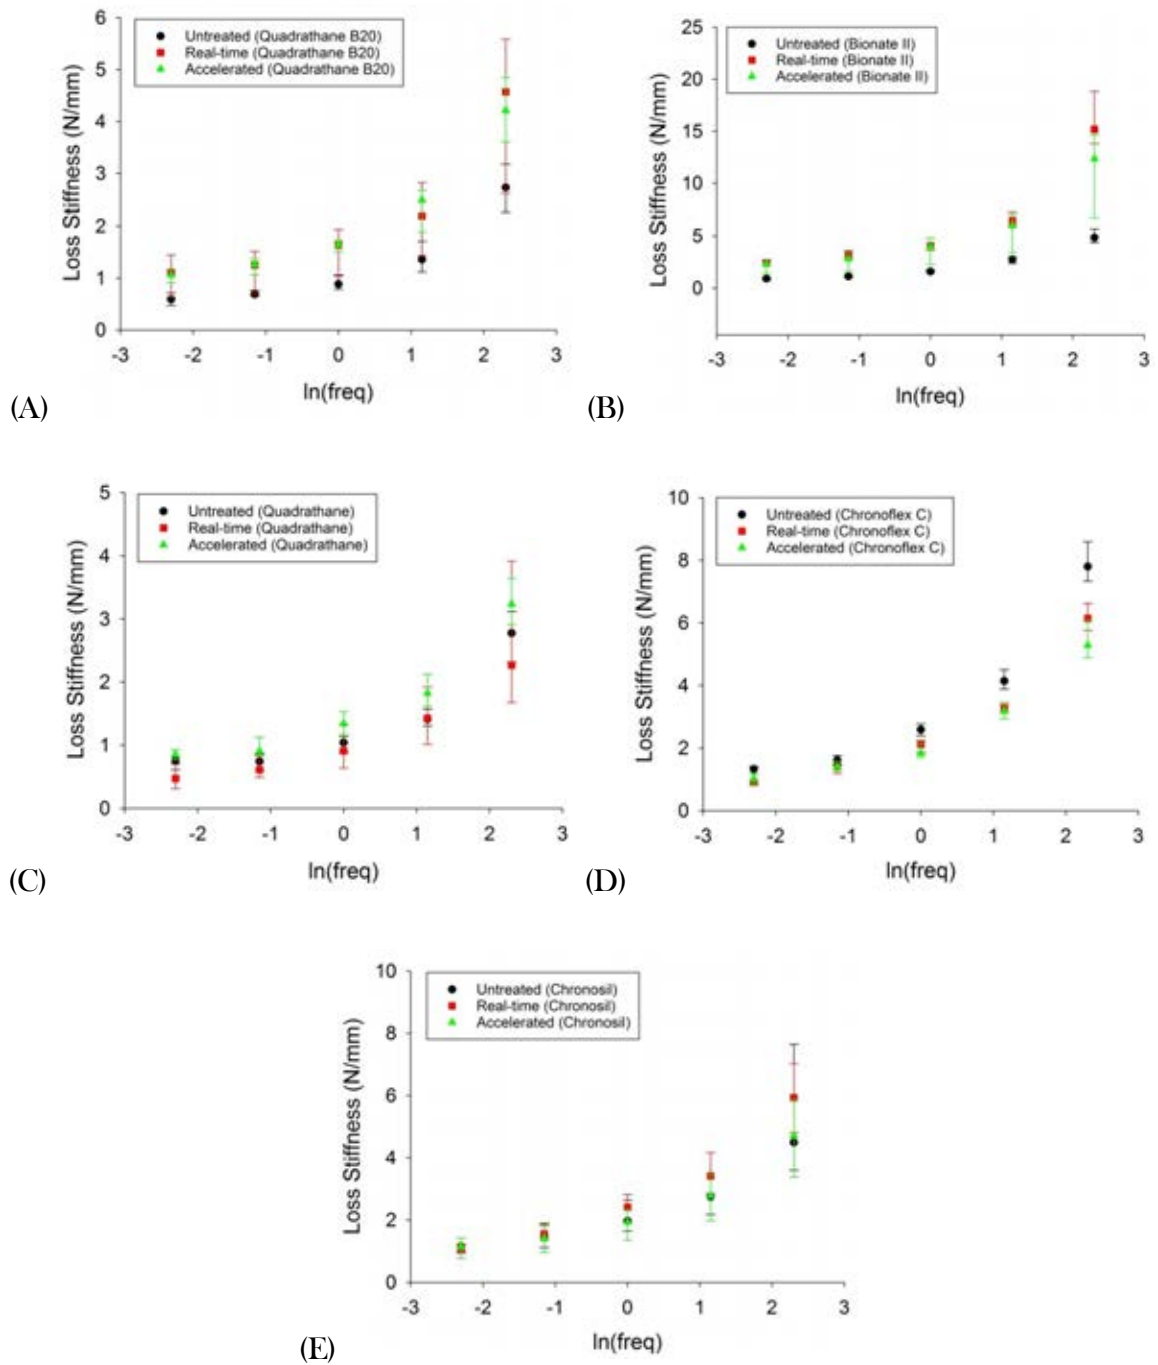 6
5
4
3
2
1
0
Loss Stiffness (N/mm)
Untreated (Quadrathane B20)
Real-time (Quadrathane B20)
Accelerated (Quadrathane B20)
-3 -2 -1 0 1 2 3
ln(freq)
(A)
25
20
15
10
5
0
Loss Stiffness (N/mm)
Untreated (Bionate II)
Real-time (Bionate II)
Accelerated (Bionate II)
-3 -2 -1 0 1 2 3
ln(freq)
(B)
5
4
3
2
1
0
Loss Stiffness (N/mm)
Untreated (Quadrathane)
Real-time (Quadrathane)
Accelerated (Quadrathane)
-3 -2 -1 0 1 2 3
ln(freq)
(C)
10
8
6
4
2
0
Loss Stiffness (N/mm)
Untreated (Chronoflex C)
Real-time (Chronoflex C)
Accelerated (Chronoflex C)
-3 -2 -1 0 1 2 3
ln(freq)
(D)
10
8
6
4
2
0
Loss Stiffness (N/mm)
Untreated (Chronosil)
Real-time (Chronosil)
Accelerated (Chronosil)
-3 -2 -1 0 1 2 3
ln(freq)
(E)